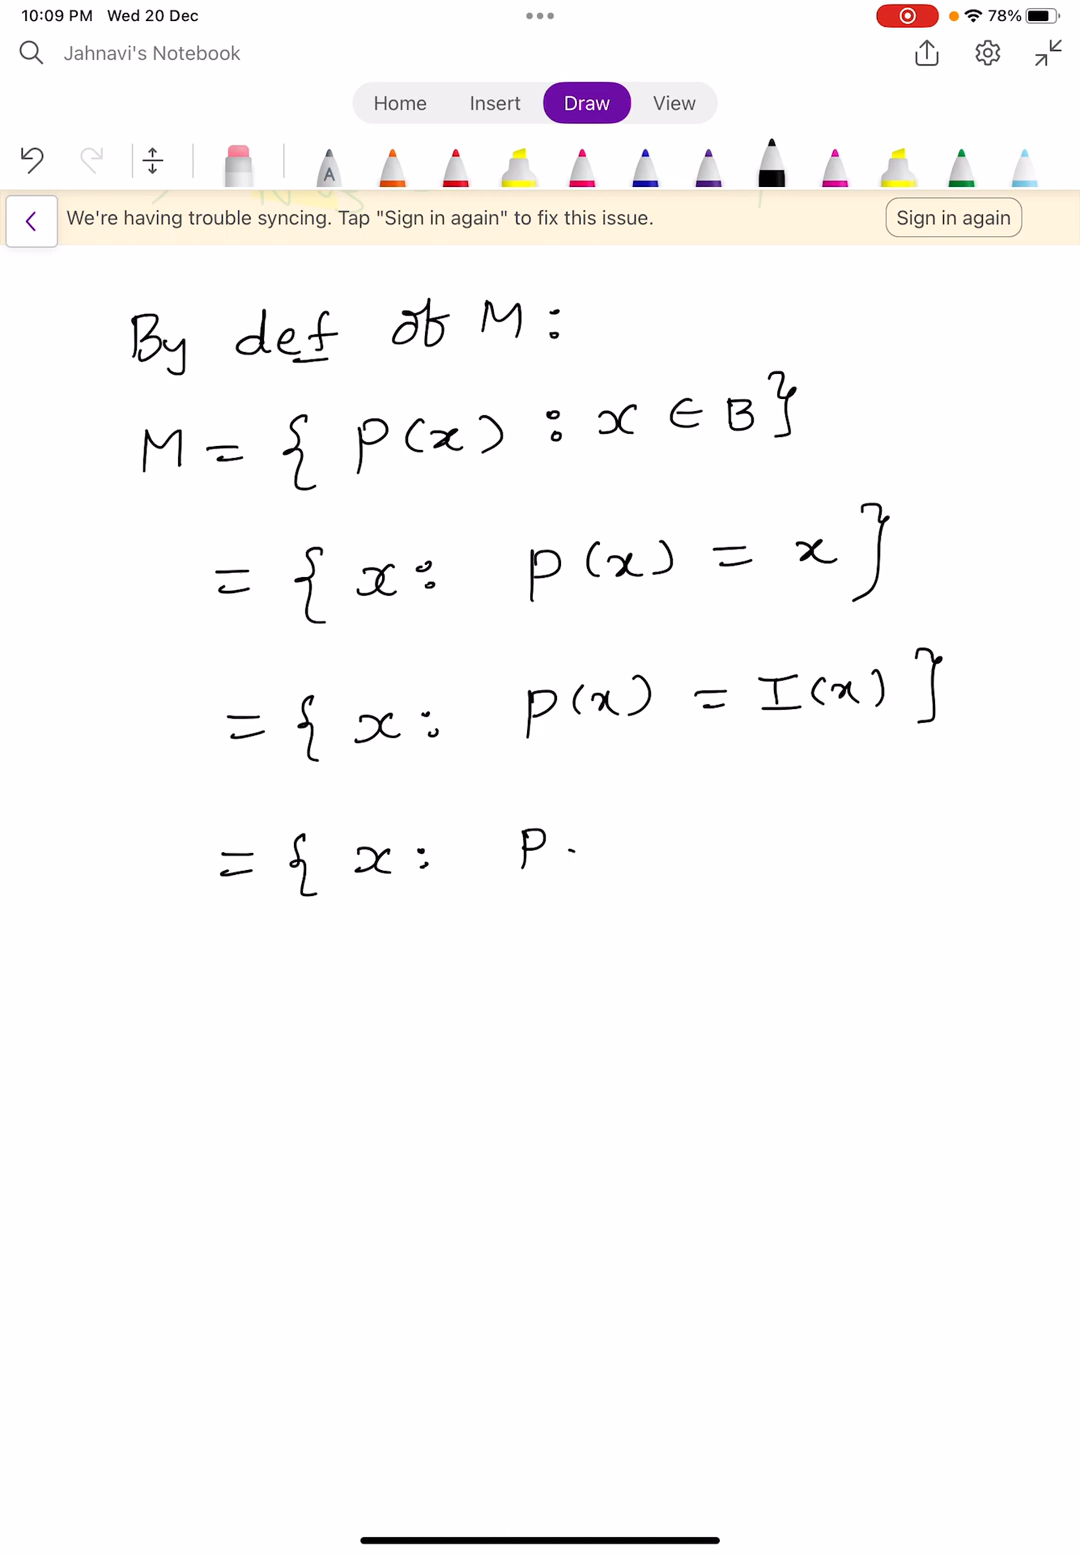 10:09 PM Wed 20 Dec 78%
Jahnavi's Notebook
Home Insert Draw View
A
We're having trouble syncing. Tap "Sign in again" to fix this issue. Sign in again
By def of M:
M = { P(x) : x ∈ B}
= { x: P(x) = x }
= { x: P(x) = I(x) }
= { x: P.